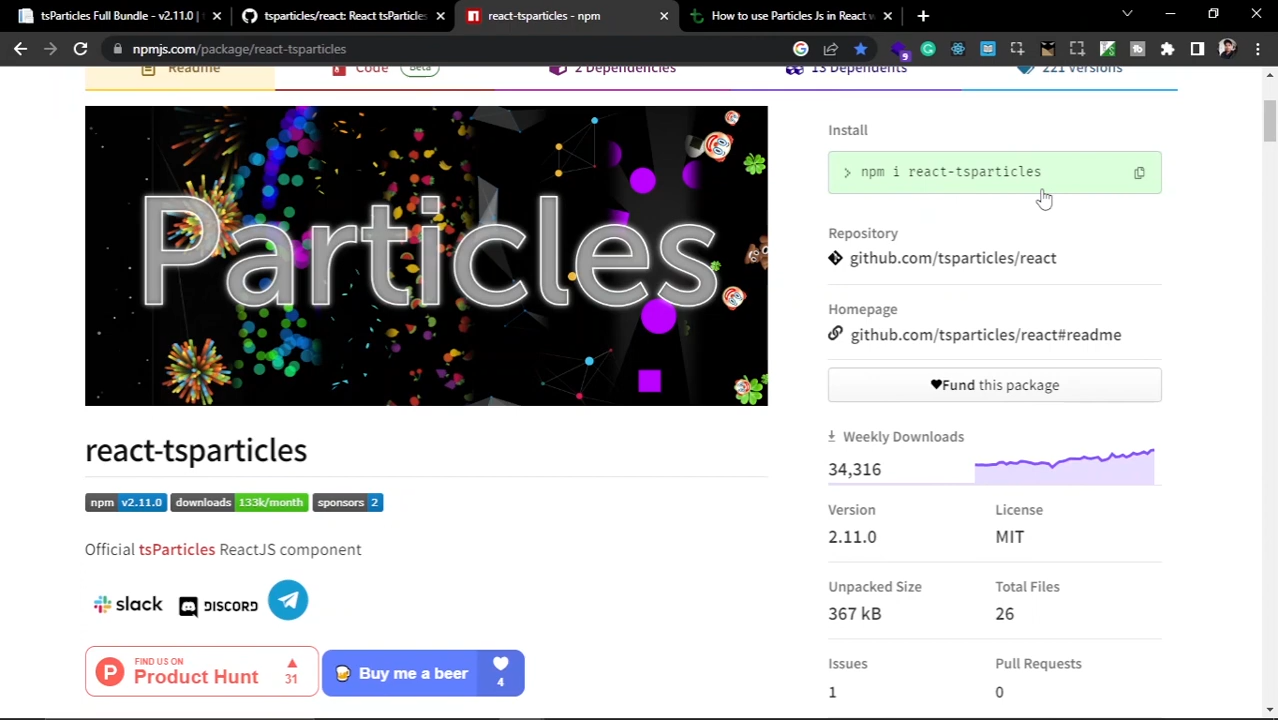 tsParticles Full Bundle - v2.11.0 |
tsparticles/react: React tsParticles
react-tsparticles - npm
How to use Particles Js in React w
npmjs.com/package/react-tsparticles
9
Readme
Code
Beta
2 Dependencies
13 Dependents
221 Versions
Particles
Install
npm i react-tsparticles
Repository
github.com/tsparticles/react
Homepage
github.com/tsparticles/react#readme
Fund this package
react-tsparticles
Weekly Downloads
34,316
npm v2.11.0 downloads 133k/month sponsors 2
Version
License
2.11.0
MIT
Official tsParticles ReactJS component
Unpacked Size
Total Files
367 kB
26
slack
DISCORD
Issues
Pull Requests
1
0
FIND US ON
Product Hunt
31
Buy me a beer
4